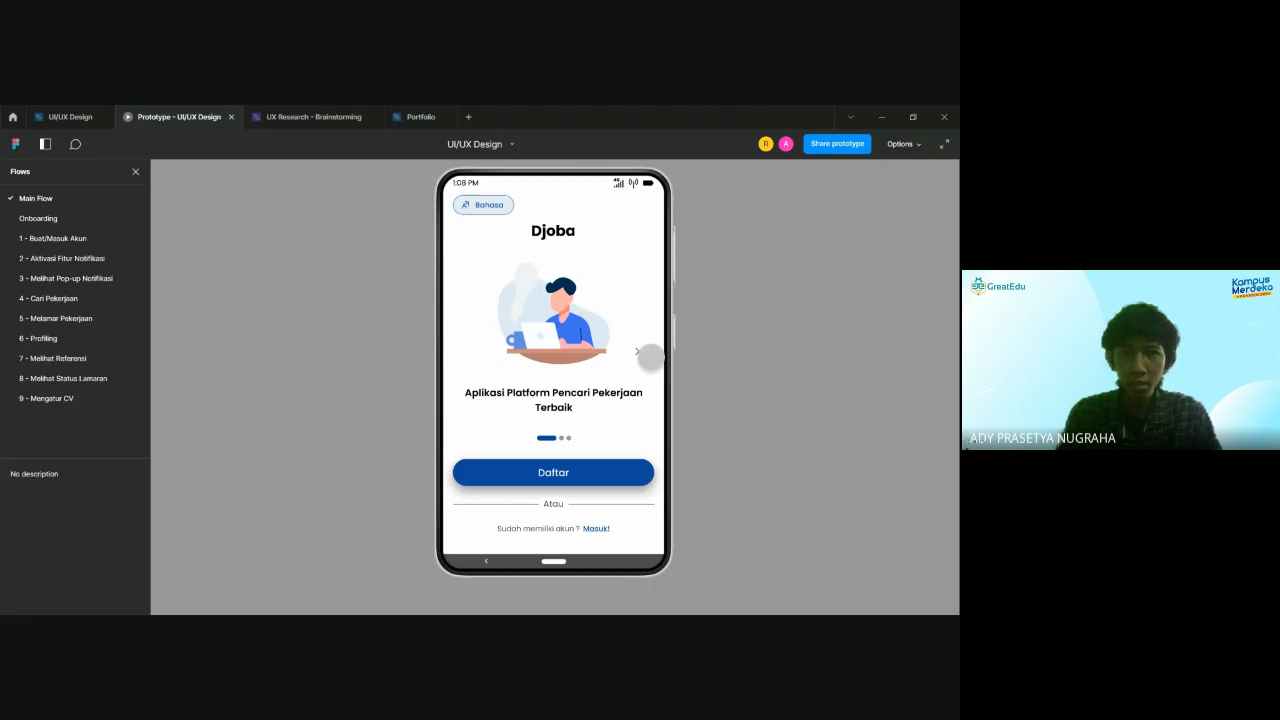 UI/UX Design
Prototype - UI/UX Design
UX Research - Brainstorming
Portfolio
UI/UX Design
R
A
Share prototype
Options
Flows
Main Flow
Onboarding
1 - Buat/Masuk Akun
2 - Aktivasi Fitur Notifikasi
3 - Melihat Pop-up Notifikasi
4 - Cari Pekerjaan
5 - Melamar Pekerjaan
6 - Profiling
7 - Melihat Referensi
8 - Melihat Status Lamaran
9 - Mengatur CV
No description
1:08 PM
4G
Bahasa
Djoba
Aplikasi Platform Pencari Pekerjaan
Terbaik
Daftar
Atau
Sudah memiliki akun ? Masuk!
GreatEdu
Kampus
Merdeka
ADY PRASETYA NUGRAHA